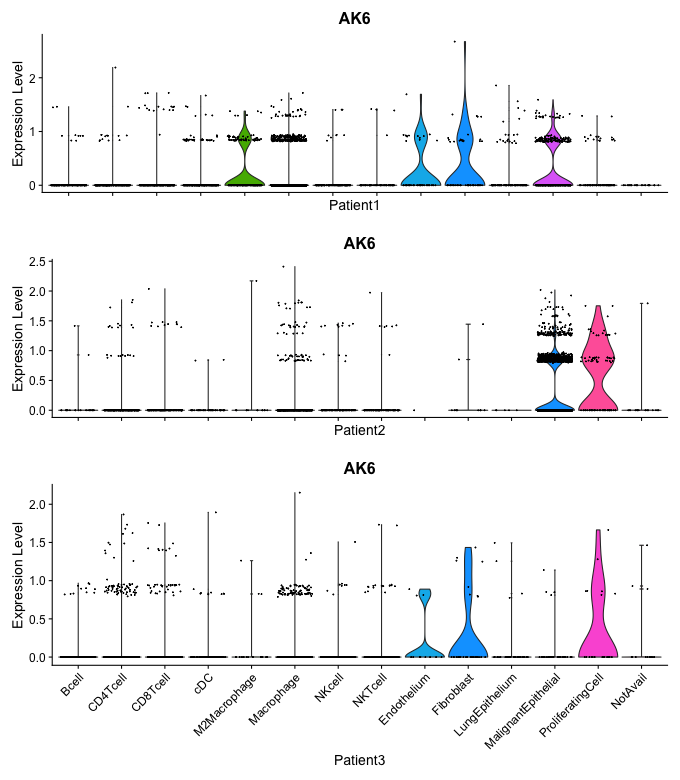 AK6
Expression Level
2
1
0
Patient1
AK6
Expression Level
2.5
2.0
1.5
1.0
0.5
0.0
Patient2
AK6
Expression Level
2.0
1.5
1.0
0.5
0.0
Bcell
CD4Tcell
CD8Tcell
cDC
M2Macrophage
Macrophage
NKcell
NKTcell
Endothelium
Fibroblast
LungEpithelium
MalignantEpithelial
ProliferatingCell
NotAvail
Patient3